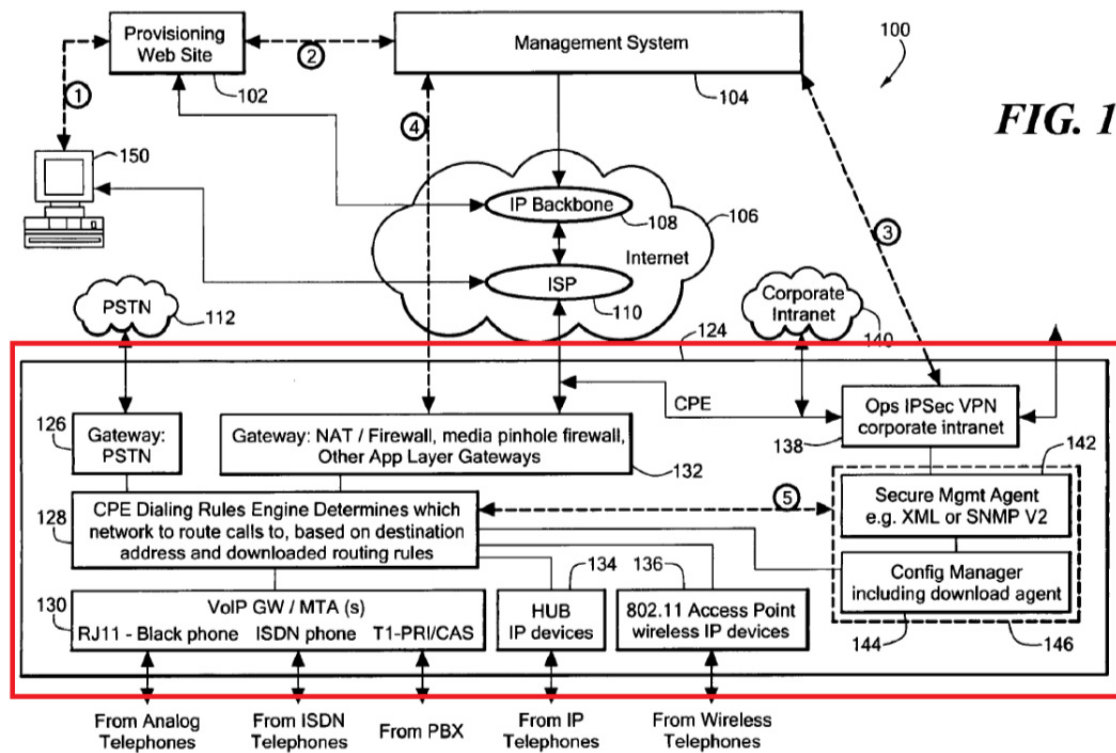 Provisioning
Web Site
102
2
Management System
104
100
FIG. 1
1
150
4
IP Backbone
108
106
3
Internet
ISP
110
PSTN
112
Corporate
Intranet
140
124
CPE
126
Gateway:
PSTN
Gateway: NAT / Firewall, media pinhole firewall,
Other App Layer Gateways
132
Ops IPSec VPN
corporate intranet
138
142
128
CPE Dialing Rules Engine Determines which
network to route calls to, based on destination
address and downloaded routing rules
5
Secure Mgmt Agent
e.g. XML or SNMP V2
Config Manager
including download agent
144
146
130
VoIP GW / MTA (s)
RJ11 - Black phone ISDN phone T1-PRI/CAS
134
HUB
IP devices
136
802.11 Access Point
wireless IP devices
From Analog
Telephones
From ISDN
Telephones
From PBX
From IP
Telephones
From Wireless
Telephones